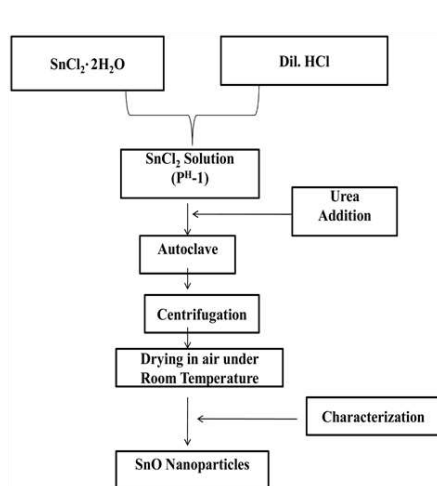 SnCl₂·2H₂O
Dil. HCl
SnCl₂ Solution
(Pᴴ-1)
Urea
Addition
Autoclave
Centrifugation
Drying in air under
Room Temperature
Characterization
SnO Nanoparticles